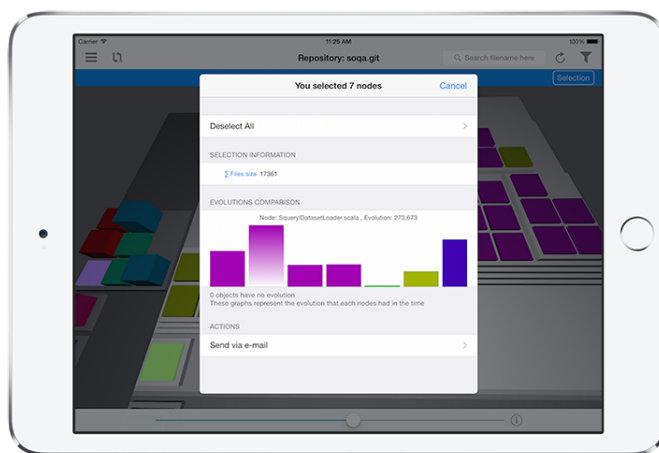 Carrier
11:25 AM
100%
Repository: soqa.git
Search filename here
Selection
You selected 7 nodes
Cancel
Deselect All
SELECTION INFORMATION
∑ Files size 17361
EVOLUTIONS COMPARISON
Node: SquerylDatasetLoader.scala , Evolution: 273,673
0 objects have no evolution
These graphs represent the evolution that each nodes had in the time
ACTIONS
Send via e-mail